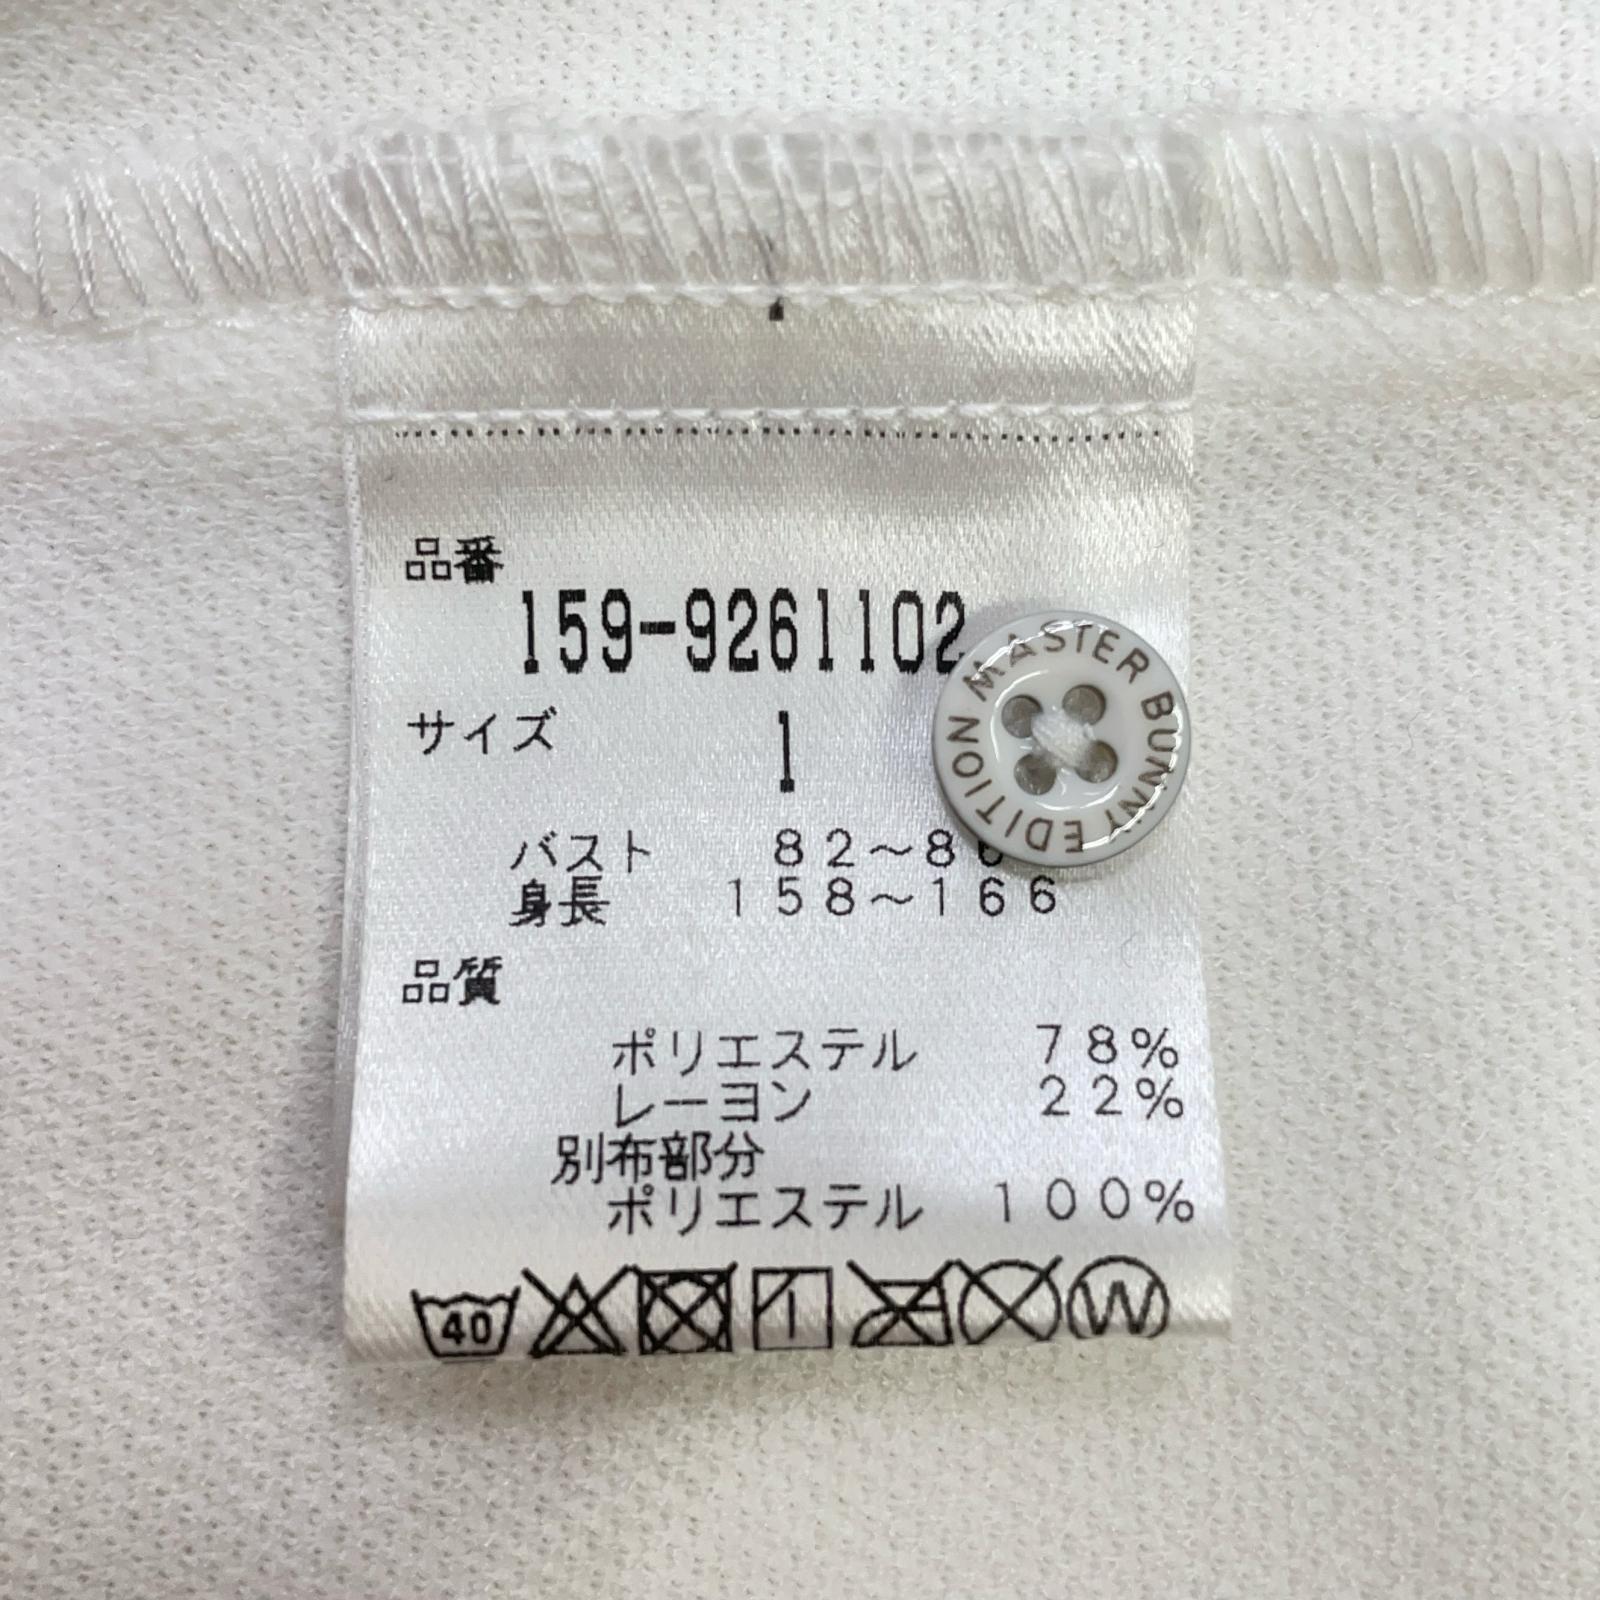 品番
159-9261102
サイズ 1
バスト 82～86
身長 158～166
品質
ポリエステル 78%
レーヨン 22%
別布部分
ポリエステル 100%
40
W
MASTER BUNNY EDITION